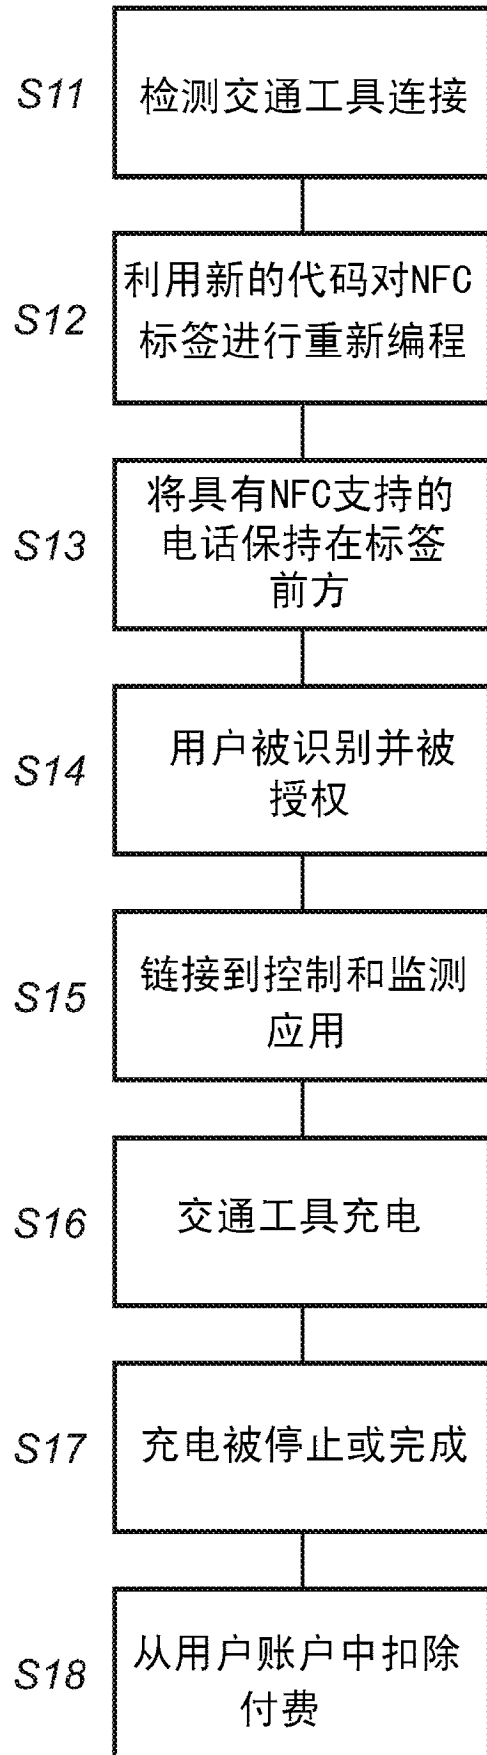 S11
检测交通工具连接
S12
利用新的代码对NFC
标签进行重新编程
S13
将具有NFC支持的
电话保持在标签
前方
S14
用户被识别并被
授权
S15
链接到控制和监测
应用
S16
交通工具充电
S17
充电被停止或完成
S18
从用户账户中扣除
付费